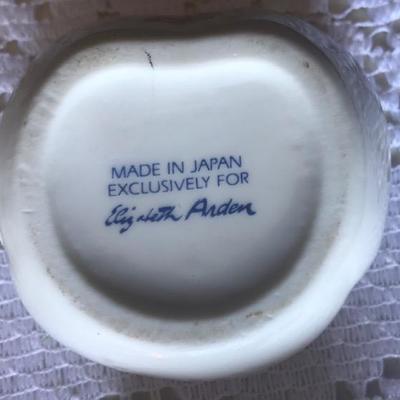 MADE IN JAPAN
EXCLUSIVELY FOR
Elizabeth Arden